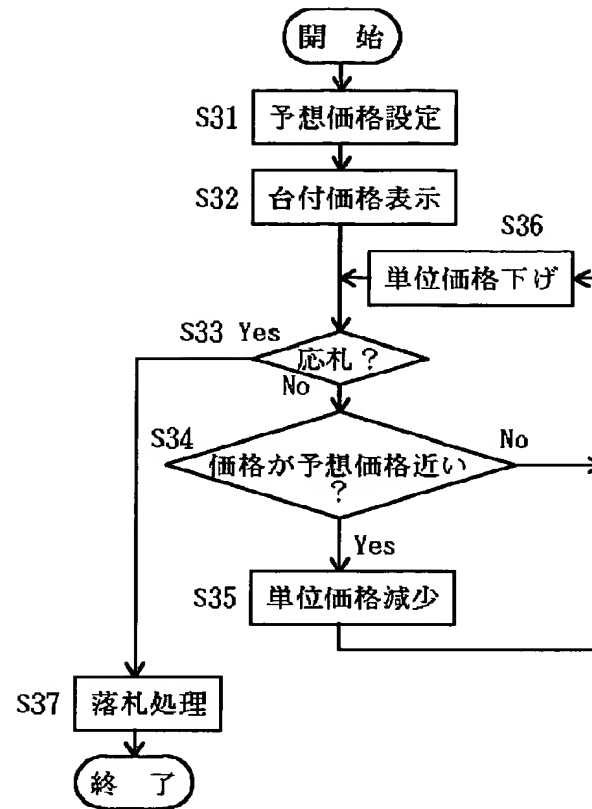 開 始
S31 予想価格設定
S32 台付価格表示
S36
単位価格下げ
S33 Yes
応札?
No
S34
No
価格が予想価格近い
?
Yes
S35 単位価格減少
S37 落札処理
終 了